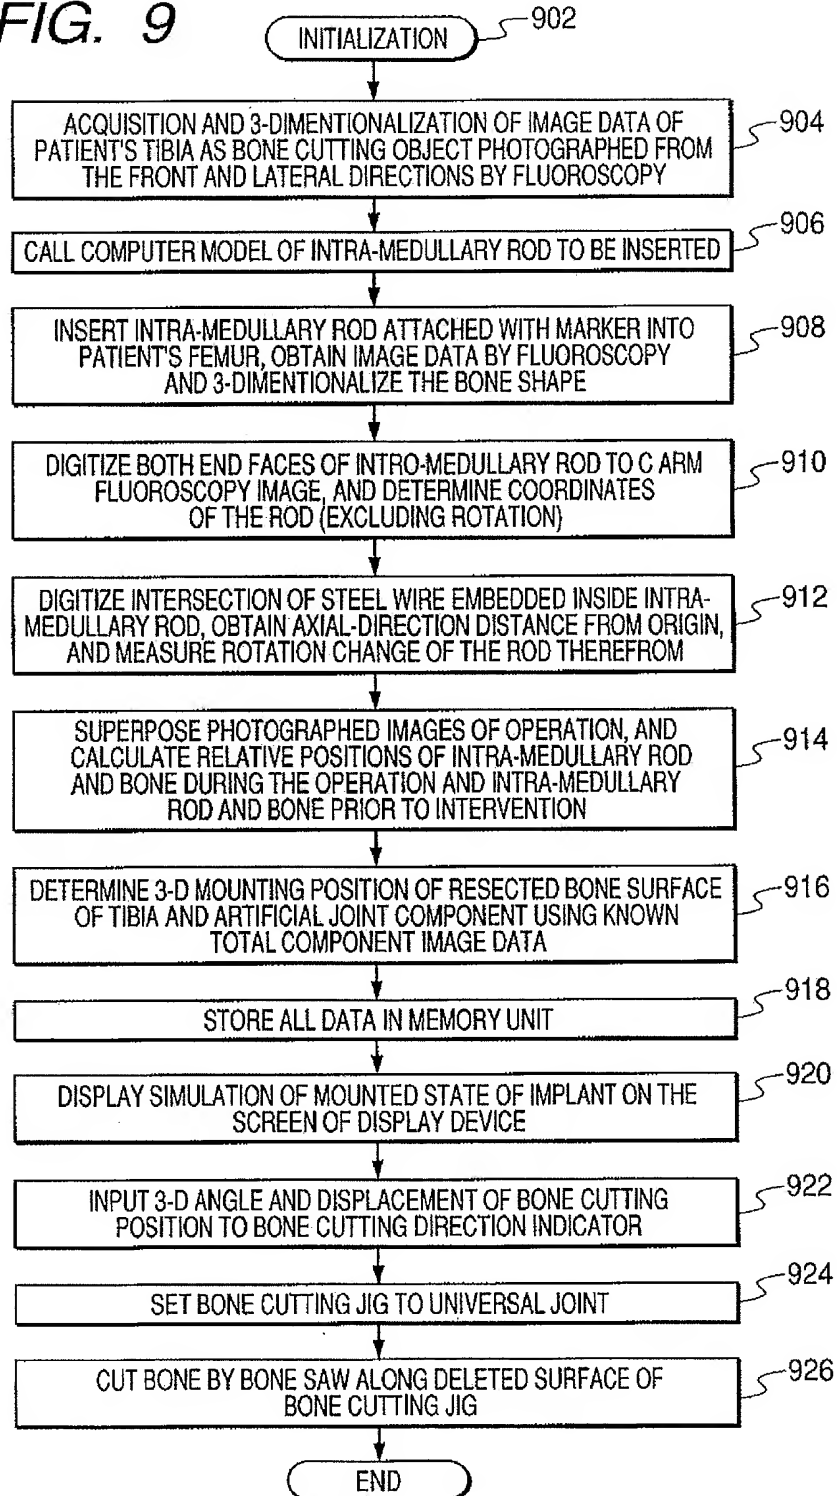 FIG. 9
INITIALIZATION
902
ACQUISITION AND 3-DIMENTIONALIZATION OF IMAGE DATA OF
PATIENT'S TIBIA AS BONE CUTTING OBJECT PHOTOGRAPHED FROM
THE FRONT AND LATERAL DIRECTIONS BY FLUOROSCOPY
904
CALL COMPUTER MODEL OF INTRA-MEDULLARY ROD TO BE INSERTED
906
INSERT INTRA-MEDULLARY ROD ATTACHED WITH MARKER INTO
PATIENT'S FEMUR, OBTAIN IMAGE DATA BY FLUOROSCOPY
AND 3-DIMENTIONALIZE THE BONE SHAPE
908
DIGITIZE BOTH END FACES OF INTRO-MEDULLARY ROD TO C ARM
FLUOROSCOPY IMAGE, AND DETERMINE COORDINATES
OF THE ROD (EXCLUDING ROTATION)
910
DIGITIZE INTERSECTION OF STEEL WIRE EMBEDDED INSIDE INTRA-
MEDULLARY ROD, OBTAIN AXIAL-DIRECTION DISTANCE FROM ORIGIN,
AND MEASURE ROTATION CHANGE OF THE ROD THEREFROM
912
SUPERPOSE PHOTOGRAPHED IMAGES OF OPERATION, AND
CALCULATE RELATIVE POSITIONS OF INTRA-MEDULLARY ROD
AND BONE DURING THE OPERATION AND INTRA-MEDULLARY
ROD AND BONE PRIOR TO INTERVENTION
914
DETERMINE 3-D MOUNTING POSITION OF RESECTED BONE SURFACE
OF TIBIA AND ARTIFICIAL JOINT COMPONENT USING KNOWN
TOTAL COMPONENT IMAGE DATA
916
STORE ALL DATA IN MEMORY UNIT
918
DISPLAY SIMULATION OF MOUNTED STATE OF IMPLANT ON THE
SCREEN OF DISPLAY DEVICE
920
INPUT 3-D ANGLE AND DISPLACEMENT OF BONE CUTTING
POSITION TO BONE CUTTING DIRECTION INDICATOR
922
SET BONE CUTTING JIG TO UNIVERSAL JOINT
924
CUT BONE BY BONE SAW ALONG DELETED SURFACE OF
BONE CUTTING JIG
926
END